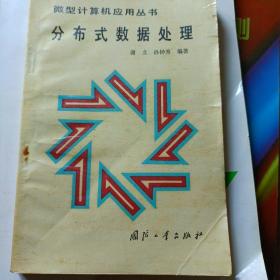 微型计算机应用丛书
分布式数据处理
谢立 孙钟秀 编著
国防工业出版社